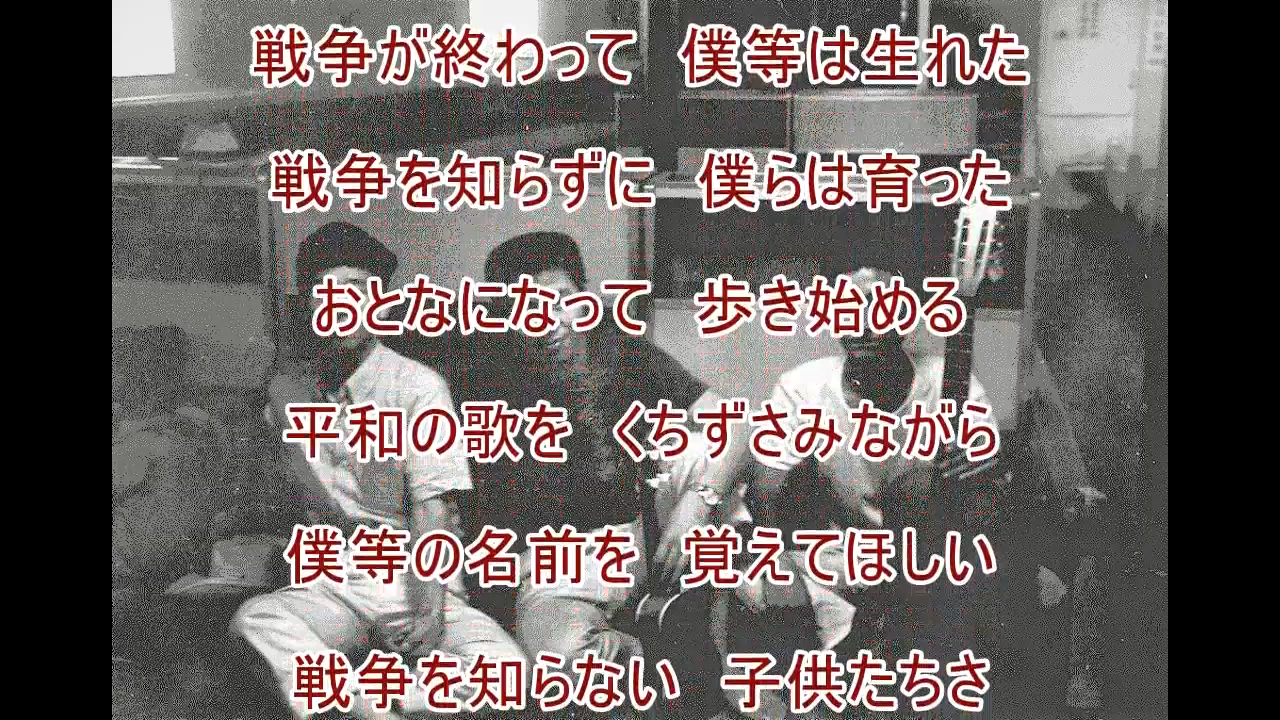 戦争が終わって　僕等は生れた
戦争を知らずに　僕らは育った
おとなになって　歩き始める
平和の歌を　くちずさみながら
僕等の名前を　覚えてほしい
戦争を知らない　子供たちさ